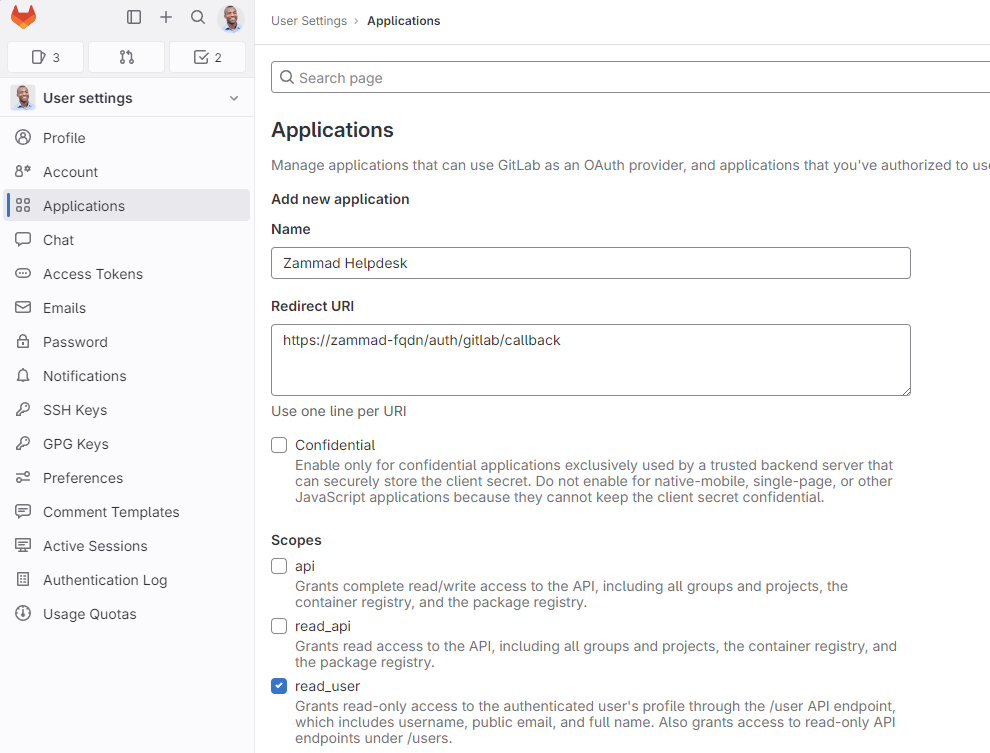 User Settings › Applications
3
2
User settings
Profile
Account
Applications
Chat
Access Tokens
Emails
Password
Notifications
SSH Keys
GPG Keys
Preferences
Comment Templates
Active Sessions
Authentication Log
Usage Quotas
Search page
Applications
Manage applications that can use GitLab as an OAuth provider, and applications that you've authorized to use
Add new application
Name
Zammad Helpdesk
Redirect URI
https://zammad-fqdn/auth/gitlab/callback
Use one line per URI
Confidential
Enable only for confidential applications exclusively used by a trusted backend server that
can securely store the client secret. Do not enable for native-mobile, single-page, or other
JavaScript applications because they cannot keep the client secret confidential.
Scopes
api
Grants complete read/write access to the API, including all groups and projects, the
container registry, and the package registry.
read_api
Grants read access to the API, including all groups and projects, the container registry, and
the package registry.
read_user
Grants read-only access to the authenticated user's profile through the /user API endpoint,
which includes username, public email, and full name. Also grants access to read-only API
endpoints under /users.